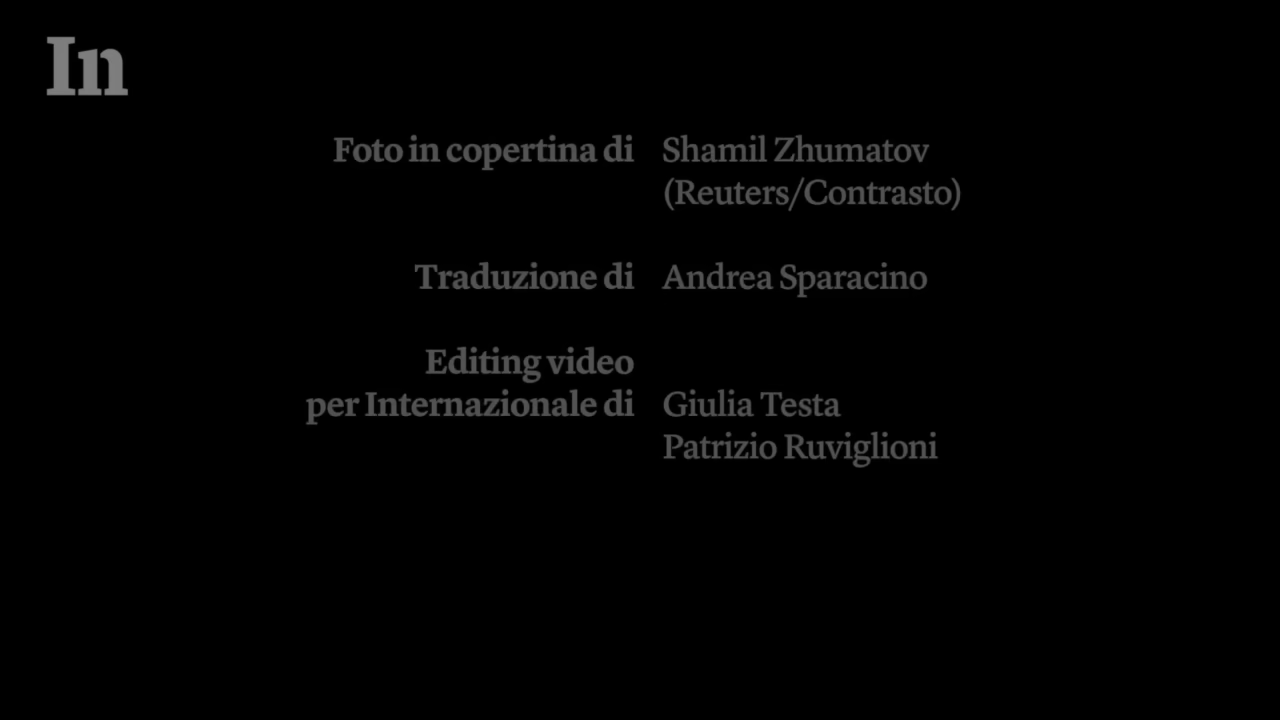 In
Foto in copertina di Shamil Zhumatov
(Reuters/Contrasto)
Traduzione di Andrea Sparacino
Editing video
per Internazionale di Giulia Testa
Patrizio Ruviglioni